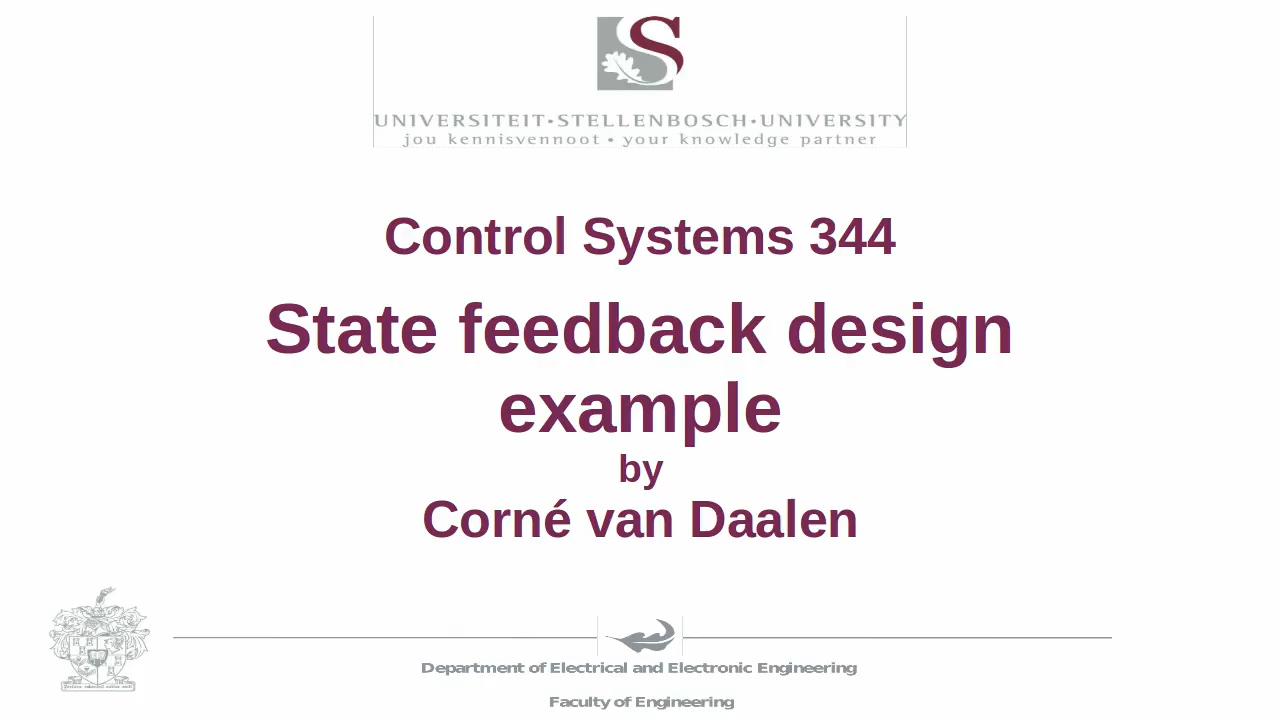 UNIVERSITEIT•STELLENBOSCH•UNIVERSITY
jou kennisvennoot • your knowledge partner
Control Systems 344
State feedback design
example
by
Corné van Daalen
Department of Electrical and Electronic Engineering
Faculty of Engineering